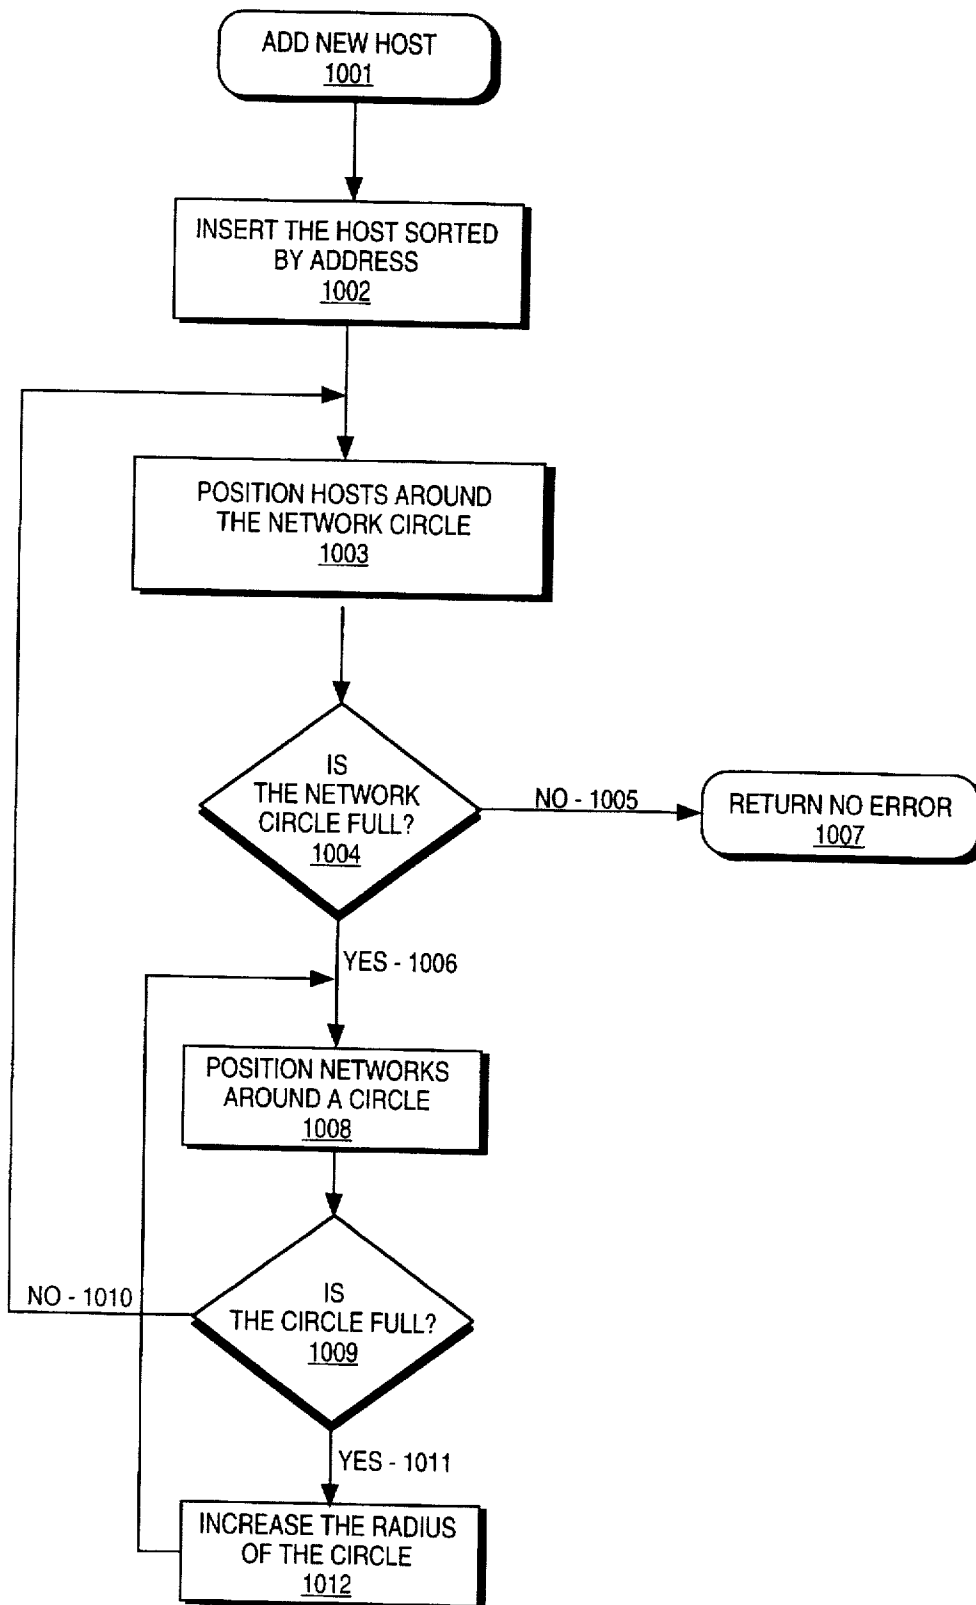 ADD NEW HOST
1001
INSERT THE HOST SORTED
BY ADDRESS
1002
POSITION HOSTS AROUND
THE NETWORK CIRCLE
1003
IS
THE NETWORK
CIRCLE FULL?
1004
NO - 1005
RETURN NO ERROR
1007
YES - 1006
POSITION NETWORKS
AROUND A CIRCLE
1008
IS
THE CIRCLE FULL?
1009
NO - 1010
YES - 1011
INCREASE THE RADIUS
OF THE CIRCLE
1012